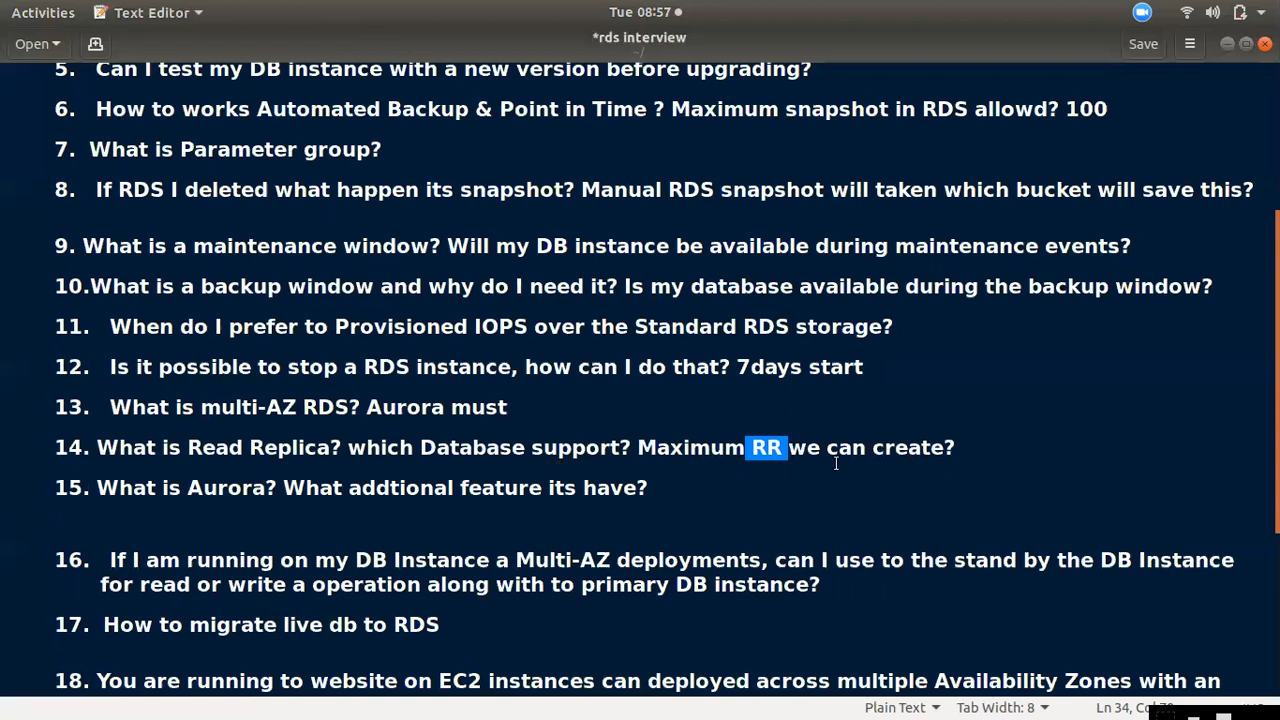 Activities Text Editor Tue 08:57
*rds interview
~/
Open Save
5. Can I test my DB instance with a new version before upgrading?
6. How to works Automated Backup & Point in Time ? Maximum snapshot in RDS allowd? 100
7. What is Parameter group?
8. If RDS I deleted what happen its snapshot? Manual RDS snapshot will taken which bucket will save this?
9. What is a maintenance window? Will my DB instance be available during maintenance events?
10.What is a backup window and why do I need it? Is my database available during the backup window?
11. When do I prefer to Provisioned IOPS over the Standard RDS storage?
12. Is it possible to stop a RDS instance, how can I do that? 7days start
13. What is multi-AZ RDS? Aurora must
14. What is Read Replica? which Database support? Maximum RR we can create?
15. What is Aurora? What addtional feature its have?
16. If I am running on my DB Instance a Multi-AZ deployments, can I use to the stand by the DB Instance
for read or write a operation along with to primary DB instance?
17. How to migrate live db to RDS
18. You are running to website on EC2 instances can deployed across multiple Availability Zones with an
Plain Text Tab Width: 8 Ln 34,